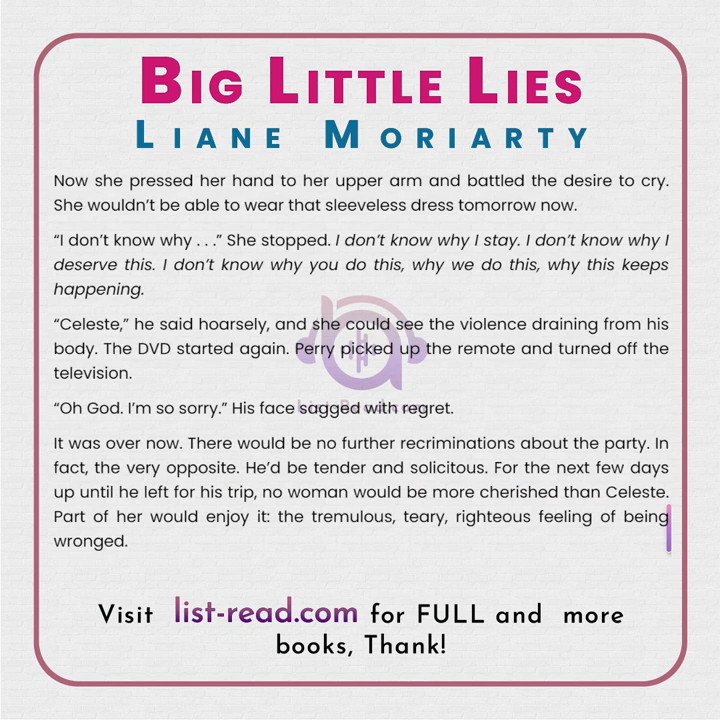 BIG LITTLE LIES
LIANE MORIARTY
Now she pressed her hand to her upper arm and battled the desire to cry.
She wouldn't be able to wear that sleeveless dress tomorrow now.
“I don't know why . . .” She stopped. I don't know why I stay. I don't know why I
deserve this. I don't know why you do this, why we do this, why this keeps
happening.
“Celeste,” he said hoarsely, and she could see the violence draining from his
body. The DVD started again. Perry picked up the remote and turned off the
television.
“Oh God. I'm so sorry.” His face sagged with regret.
It was over now. There would be no further recriminations about the party. In
fact, the very opposite. He'd be tender and solicitous. For the next few days
up until he left for his trip, no woman would be more cherished than Celeste.
Part of her would enjoy it: the tremulous, teary, righteous feeling of being
wronged.
Visit list-read.com for FULL and more
books, Thank!